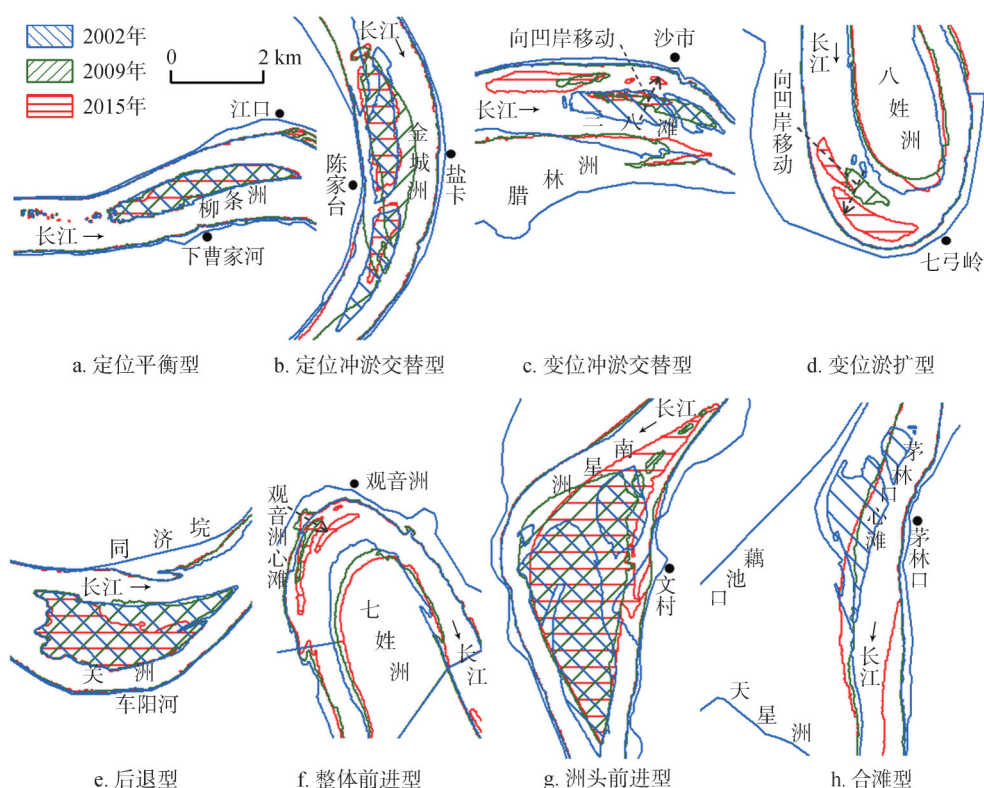 2002年
2009年
2015年
0 2 km
江口
长江→
柳条洲
下曹家河
a. 定位平衡型
长江
金城洲
陈家台
盐卡
b. 定位冲淤交替型
向凹岸移动
沙市
长江→
三八滩
腊林洲
c. 变位冲淤交替型
长江
八姓洲
向凹岸移动
七弓岭
d. 变位淤扩型
同济垸
长江→
关洲
车阳河
e. 后退型
观音洲
观音洲心滩
七姓洲
长江
f. 整体前进型
长江
南星洲
文村
g. 洲头前进型
茅林口心滩
茅林口
藕池口
长江
天星洲
h. 合滩型